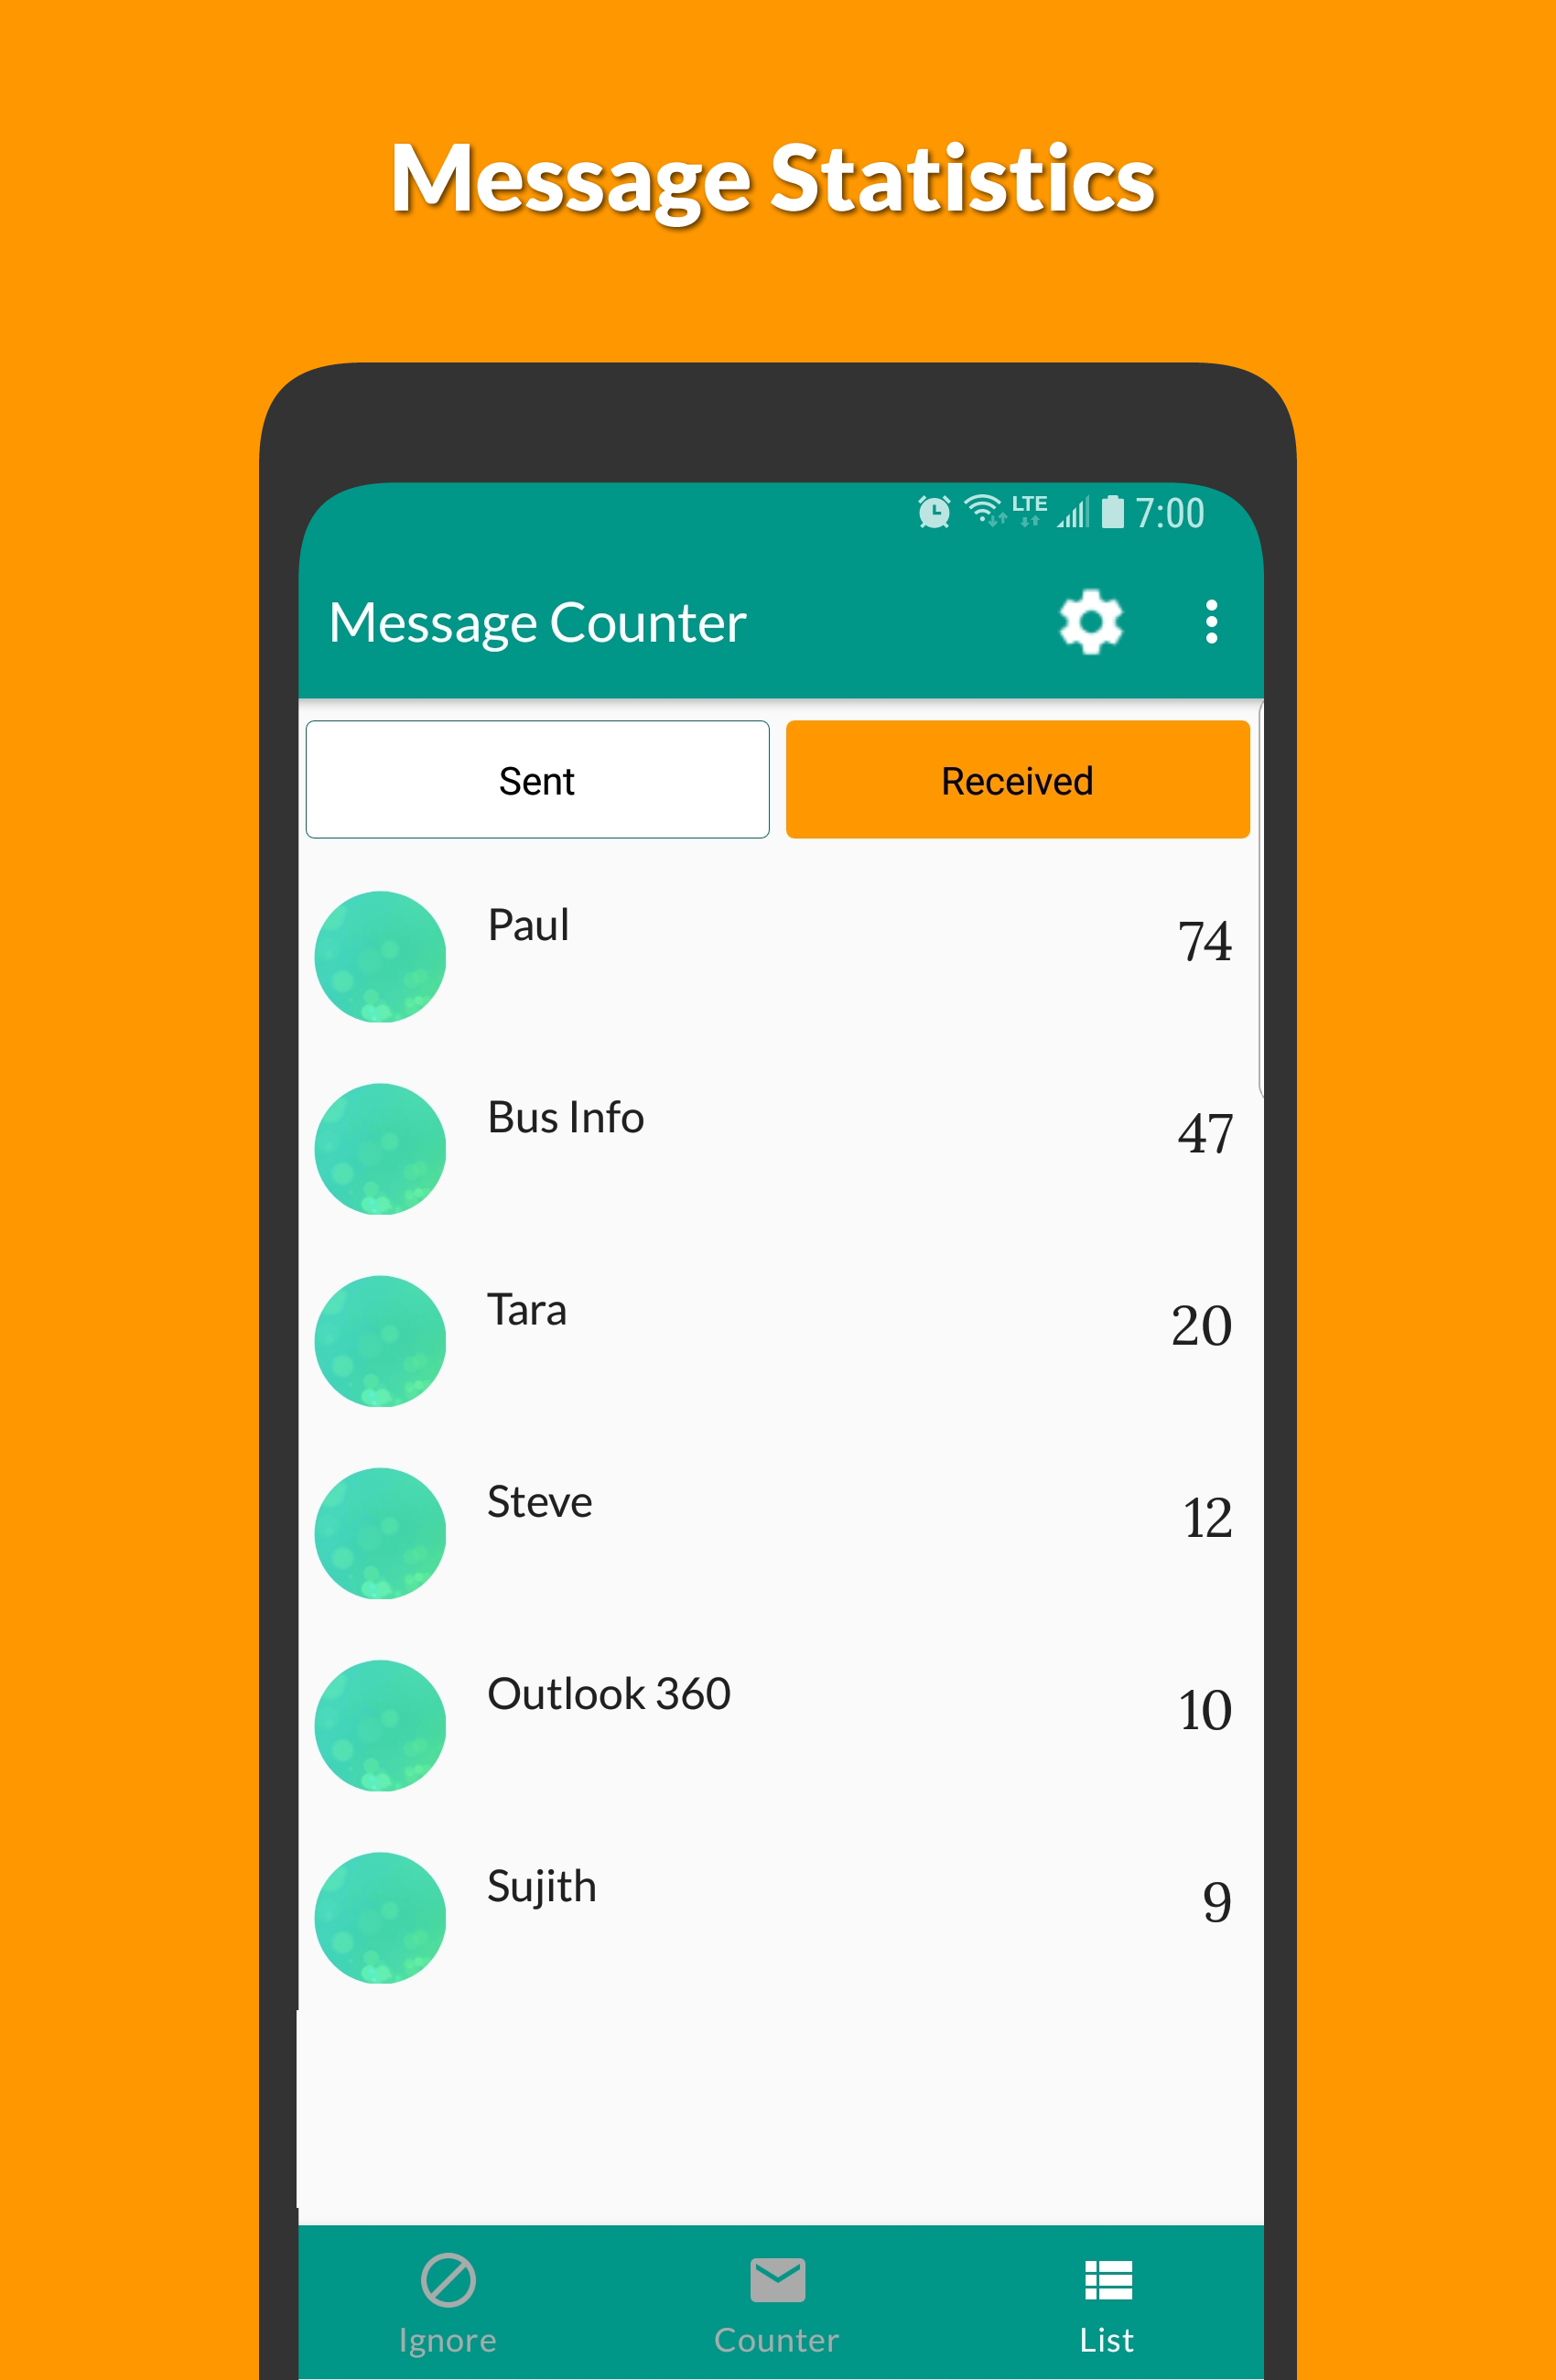 Message Statistics
LTE 7:00
Message Counter
Sent Received
Paul 74
Bus Info 47
Tara 20
Steve 12
Outlook 360 10
Sujith 9
Ignore Counter List